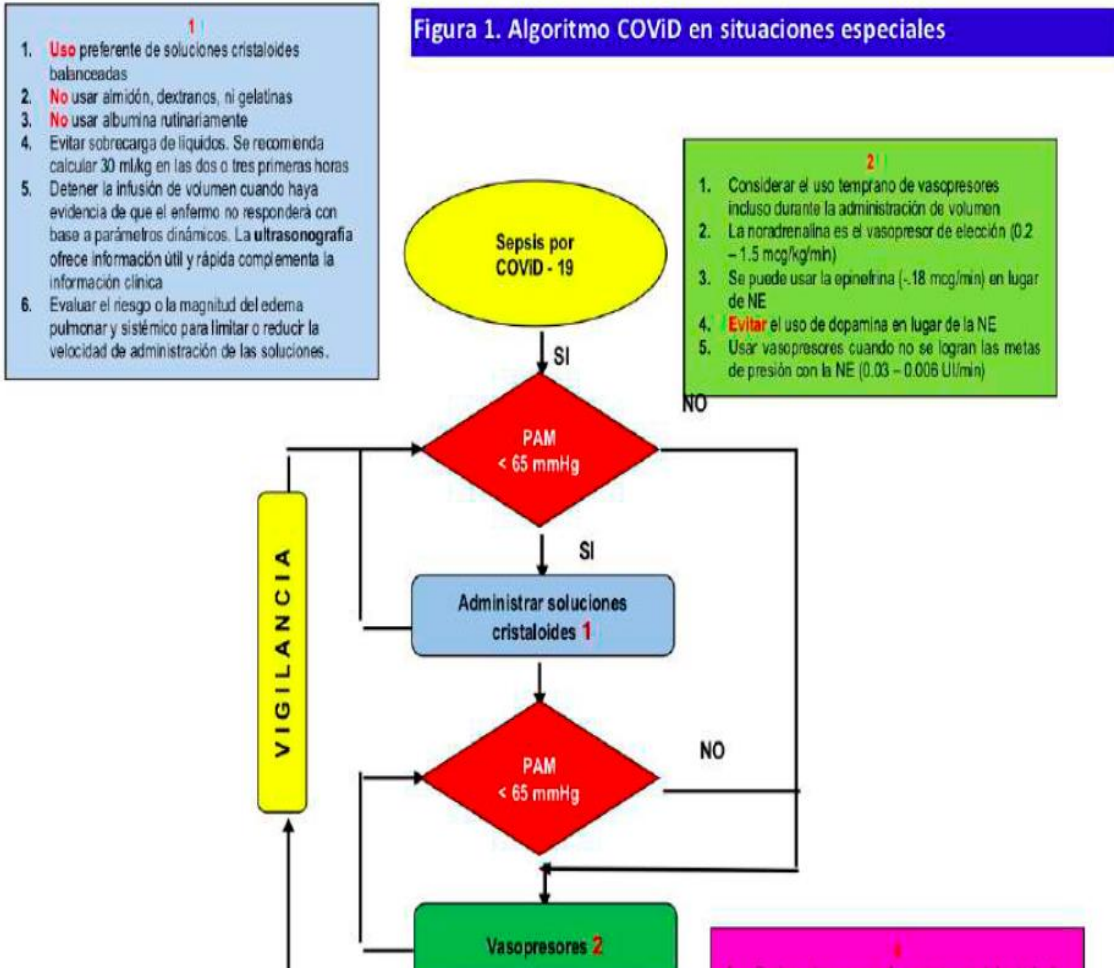 Figura 1. Algoritmo COViD en situaciones especiales
1
1. Uso preferente de soluciones cristaloides
balanceadas
2. No usar almidón, dextranos, ni gelatinas
3. No usar albumina rutinariamente
4. Evitar sobrecarga de líquidos. Se recomienda
calcular 30 ml/kg en las dos o tres primeras horas
5. Detener la infusión de volumen cuando haya
evidencia de que el enfermo no responderá con
base a parámetros dinámicos. La ultrasonografía
ofrece información útil y rápida complementa la
información clínica
6. Evaluar el riesgo o la magnitud del edema
pulmonar y sistémico para limitar o reducir la
velocidad de administración de las soluciones.
2
1. Considerar el uso temprano de vasopresores
incluso durante la administración de volumen
2. La noradrenalina es el vasopresor de elección (0.2
– 1.5 mcg/kg/min)
3. Se puede usar la epinefrina (-.18 mcg/min) en lugar
de NE
4. Evitar el uso de dopamina en lugar de la NE
5. Usar vasopresores cuando no se logran las metas
de presión con la NE (0.03 – 0.006 UI/min)
Sepsis por
COViD - 19
SI
NO
PAM
< 65 mmHg
SI
Administrar soluciones
cristaloides 1
VIGILANCIA
PAM
< 65 mmHg
NO
Vasopresores 2